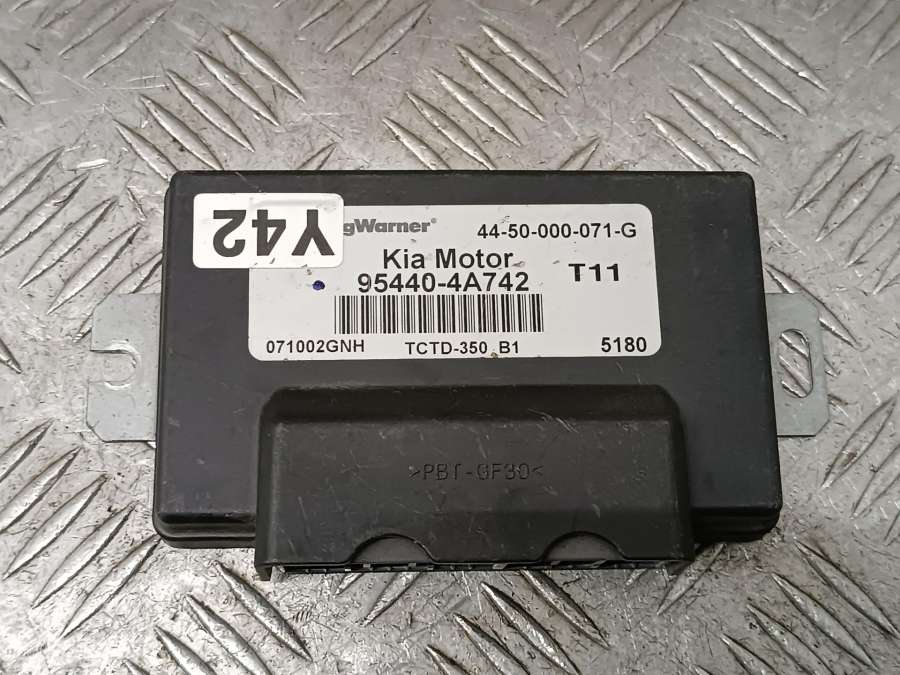 Y42
gWarner®
44-50-000-071-G
Kia Motor
95440-4A742
T11
071002GNH TCTD-350 B1 5180
>PBT-GF30<